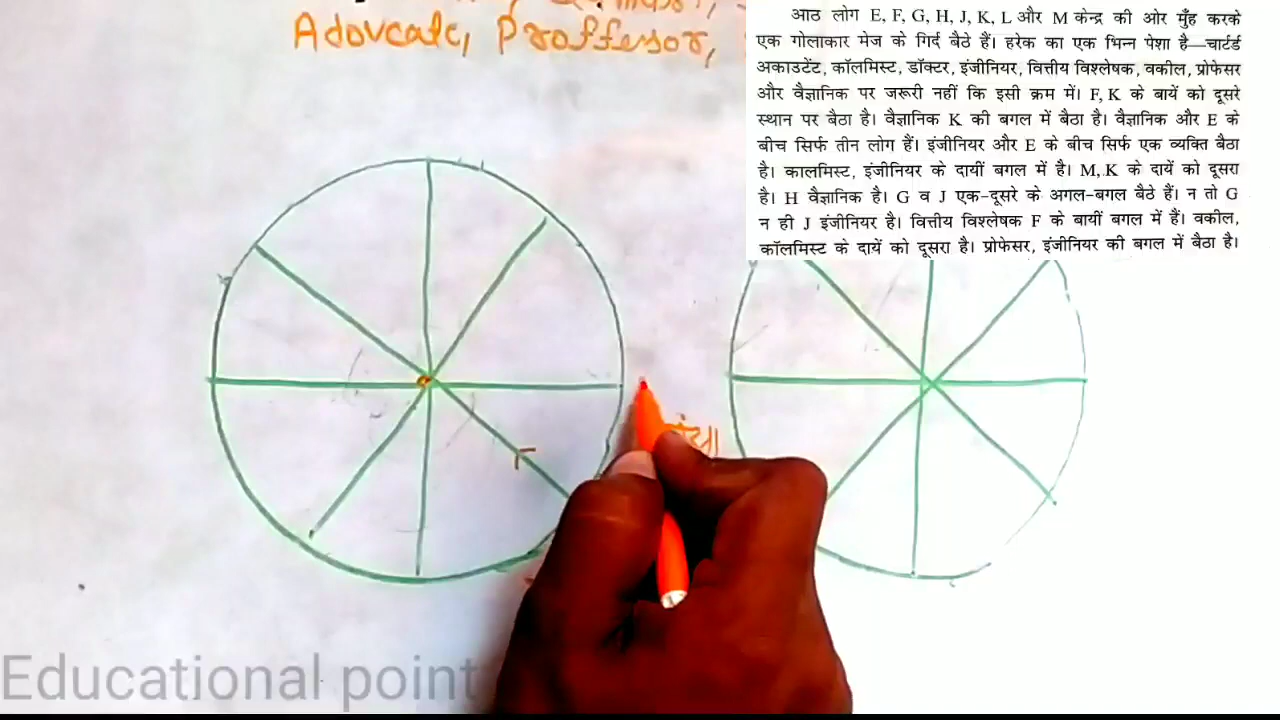 Adovcate, Proffessor,
आठ लोग E, F, G, H, J, K, L और M केन्द्र की ओर मुँह करके
एक गोलाकार मेज के गिर्द बैठे हैं। हरेक का एक भिन्न पेशा है—चार्टर्ड
अकाउटेंट, कॉलमिस्ट, डॉक्टर, इंजीनियर, वित्तीय विश्लेषक, वकील, प्रोफेसर
और वैज्ञानिक पर जरूरी नहीं कि इसी क्रम में। F, K के बायें को दूसरे
स्थान पर बैठा है। वैज्ञानिक K की बगल में बैठा है। वैज्ञानिक और E के
बीच सिर्फ तीन लोग हैं। इंजीनियर और E के बीच सिर्फ एक व्यक्ति बैठा
है। कालमिस्ट, इंजीनियर के दायीं बगल में है। M, K के दायें को दूसरा
है। H वैज्ञानिक है। G व J एक-दूसरे के अगल-बगल बैठे हैं। न तो G
न ही J इंजीनियर है। वित्तीय विश्लेषक F के बायीं बगल में हैं। वकील,
कॉलमिस्ट के दायें को दूसरा है। प्रोफेसर, इंजीनियर की बगल में बैठा है।
Educational point